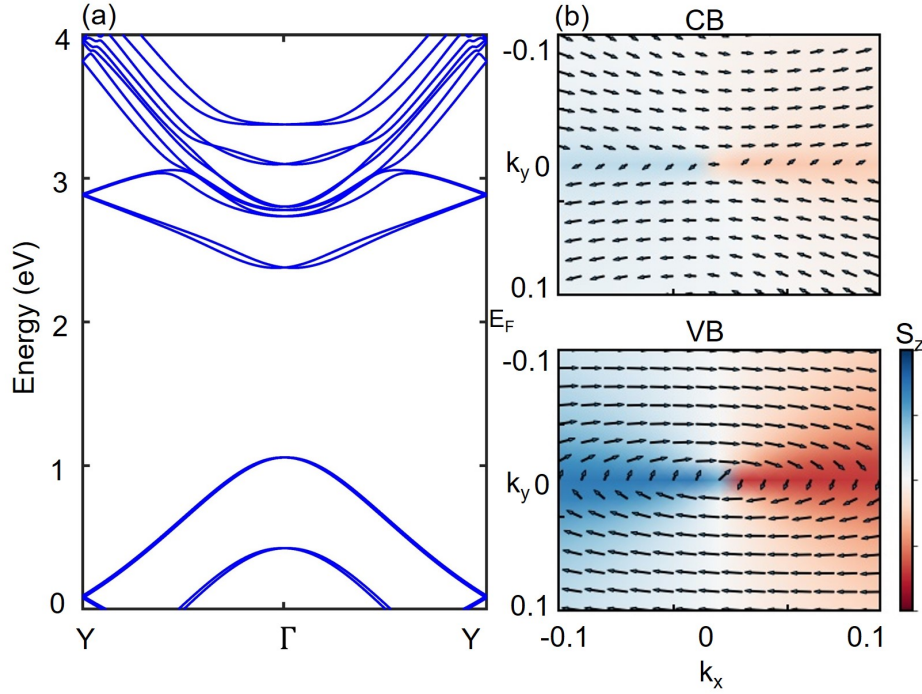 (a)
4
3
2
1
0
Energy (eV)
Y
Γ
Y
E_F
(b)
CB
-0.1
k_y 0
0.1
VB
-0.1
k_y 0
0.1
-0.1
0
0.1
k_x
S_z